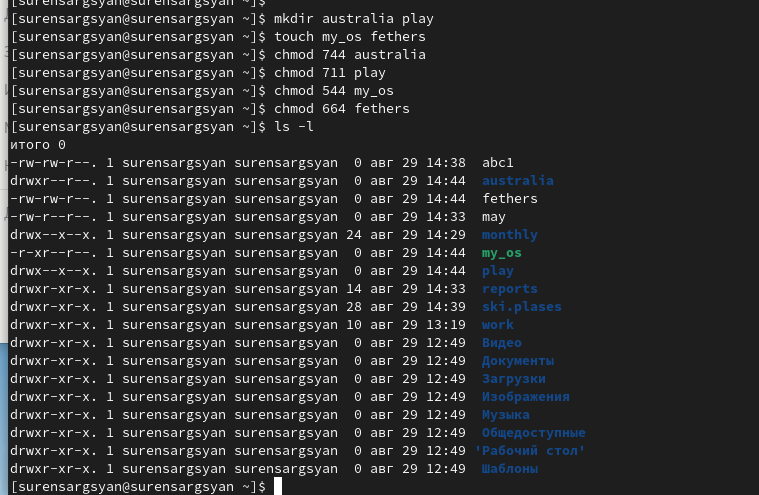 [surensargsyan@surensargsyan ~]$
[surensargsyan@surensargsyan ~]$ mkdir australia play
[surensargsyan@surensargsyan ~]$ touch my_os fethers
[surensargsyan@surensargsyan ~]$ chmod 744 australia
[surensargsyan@surensargsyan ~]$ chmod 711 play
[surensargsyan@surensargsyan ~]$ chmod 544 my_os
[surensargsyan@surensargsyan ~]$ chmod 664 fethers
[surensargsyan@surensargsyan ~]$ ls -l
итого 0
-rw-rw-r--. 1 surensargsyan surensargsyan  0 авг 29 14:38  abc1
drwxr--r--. 1 surensargsyan surensargsyan  0 авг 29 14:44  australia
-rw-rw-r--. 1 surensargsyan surensargsyan  0 авг 29 14:44  fethers
-rw-r--r--. 1 surensargsyan surensargsyan  0 авг 29 14:33  may
drwx--x--x. 1 surensargsyan surensargsyan 24 авг 29 14:29  monthly
-r-xr--r--. 1 surensargsyan surensargsyan  0 авг 29 14:44  my_os
drwx--x--x. 1 surensargsyan surensargsyan  0 авг 29 14:44  play
drwxr-xr-x. 1 surensargsyan surensargsyan 14 авг 29 14:33  reports
drwxr-xr-x. 1 surensargsyan surensargsyan 28 авг 29 14:39  ski.plases
drwxr-xr-x. 1 surensargsyan surensargsyan 10 авг 29 13:19  work
drwxr-xr-x. 1 surensargsyan surensargsyan  0 авг 29 12:49  Видео
drwxr-xr-x. 1 surensargsyan surensargsyan  0 авг 29 12:49  Документы
drwxr-xr-x. 1 surensargsyan surensargsyan  0 авг 29 12:49  Загрузки
drwxr-xr-x. 1 surensargsyan surensargsyan  0 авг 29 12:49  Изображения
drwxr-xr-x. 1 surensargsyan surensargsyan  0 авг 29 12:49  Музыка
drwxr-xr-x. 1 surensargsyan surensargsyan  0 авг 29 12:49  Общедоступные
drwxr-xr-x. 1 surensargsyan surensargsyan  0 авг 29 12:49 'Рабочий стол'
drwxr-xr-x. 1 surensargsyan surensargsyan  0 авг 29 12:49  Шаблоны
[surensargsyan@surensargsyan ~]$